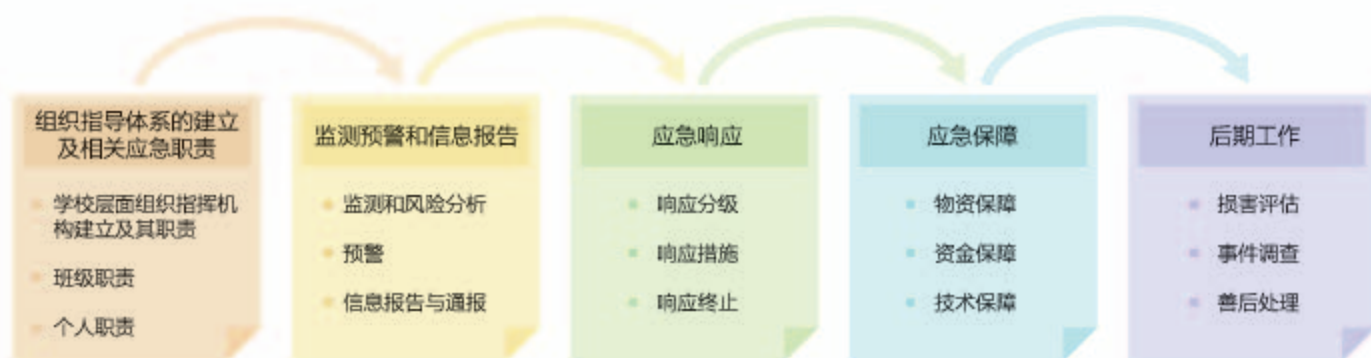 组织指导体系的建立
及相关应急职责
学校层面组织指挥机
构建立及其职责
班级职责
个人职责
监测预警和信息报告
监测和风险分析
预警
信息报告与通报
应急响应
响应分级
响应措施
响应终止
应急保障
物资保障
资金保障
技术保障
后期工作
损害评估
事件调查
善后处理